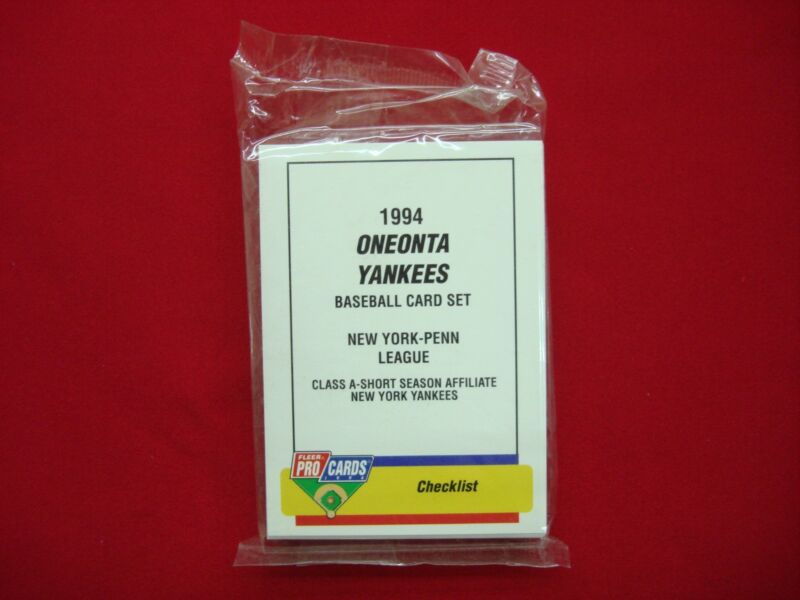 1994
ONEONTA
YANKEES
BASEBALL CARD SET
NEW YORK-PENN
LEAGUE
CLASS A-SHORT SEASON AFFILIATE
NEW YORK YANKEES
FLEER
PRO CARDS
1994
Checklist